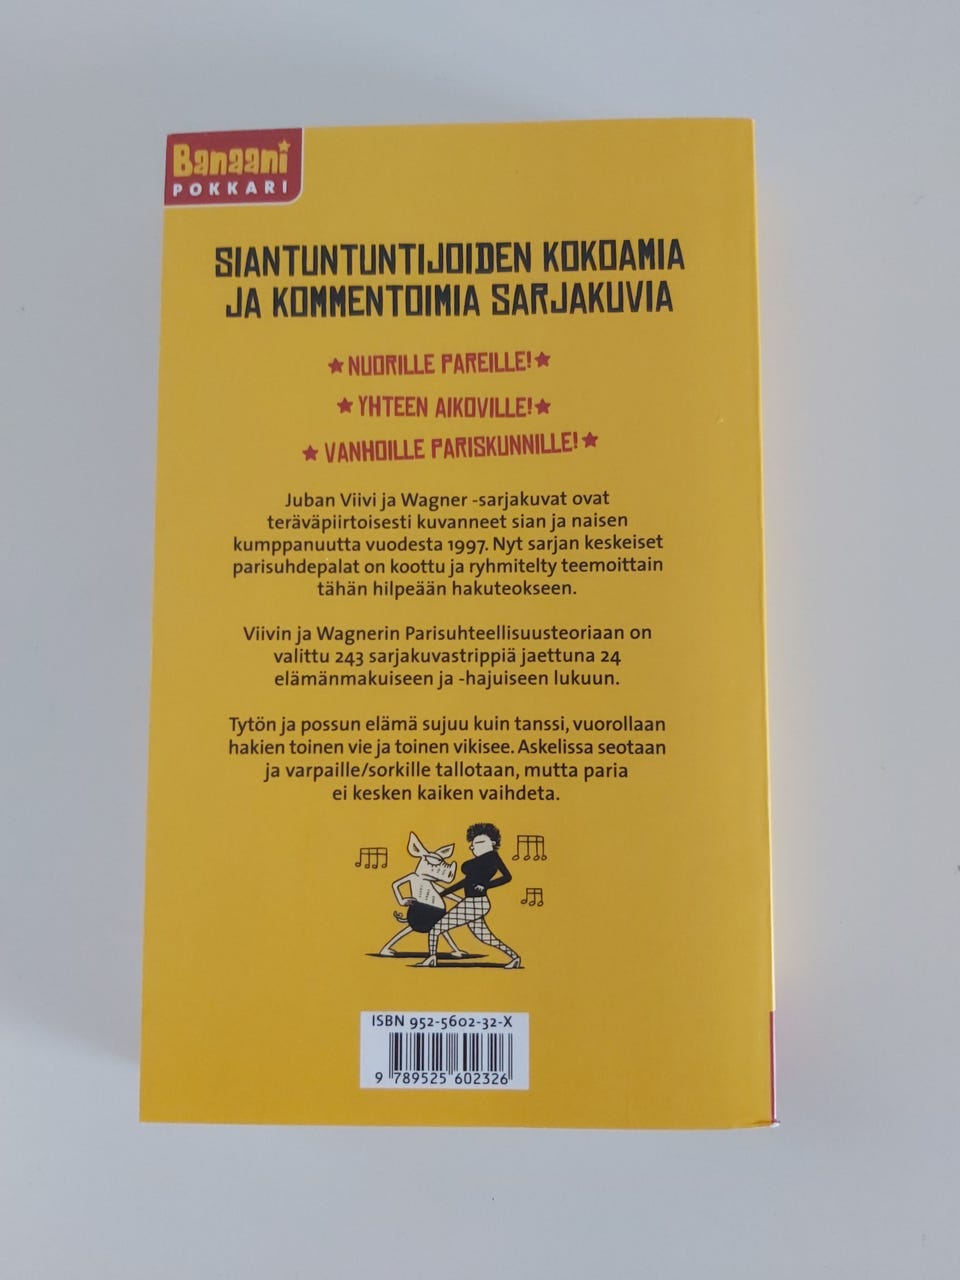 Banaani
POKKARI
SIANTUNTUNTIJOIDEN KOKOAMIA
JA KOMMENTOIMIA SARJAKUVIA
★NUORILLE PAREILLE!★
★YHTEEN AIKOVILLE!★
★VANHOILLE PARISKUNNILLE!★
Juban Viivi ja Wagner -sarjakuvat ovat
teräväpiirtoisesti kuvanneet sian ja naisen
kumppanuutta vuodesta 1997. Nyt sarjan keskeiset
parisuhdepalat on koottu ja ryhmitelty teemoittain
tähän hilpeään hakuteokseen.
Viivin ja Wagnerin Parisuhteellisuusteoriaan on
valittu 243 sarjakuvastrippiä jaettuna 24
elämänmakuiseen ja -hajuiseen lukuun.
Tytön ja possun elämä sujuu kuin tanssi, vuorollaan
hakien toinen vie ja toinen vikisee. Askelissa seotaan
ja varpaille/sorkille tallotaan, mutta paria
ei kesken kaiken vaihdeta.
ISBN 952-5602-32-X
9 789525 602326